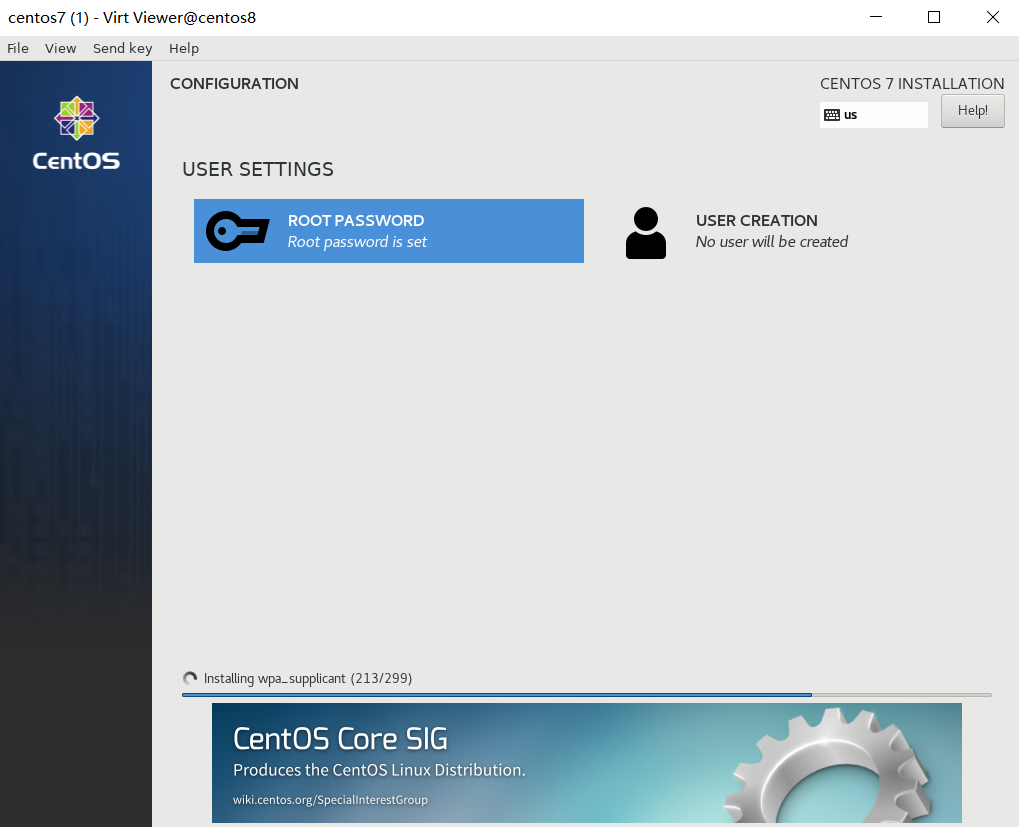 centos7 (1) - Virt Viewer@centos8
File View Send key Help
CentOS
CONFIGURATION
CENTOS 7 INSTALLATION
us
Help!
USER SETTINGS
ROOT PASSWORD
Root password is set
USER CREATION
No user will be created
Installing wpa_supplicant (213/299)
CentOS Core SIG
Produces the CentOS Linux Distribution.
wiki.centos.org/SpecialInterestGroup